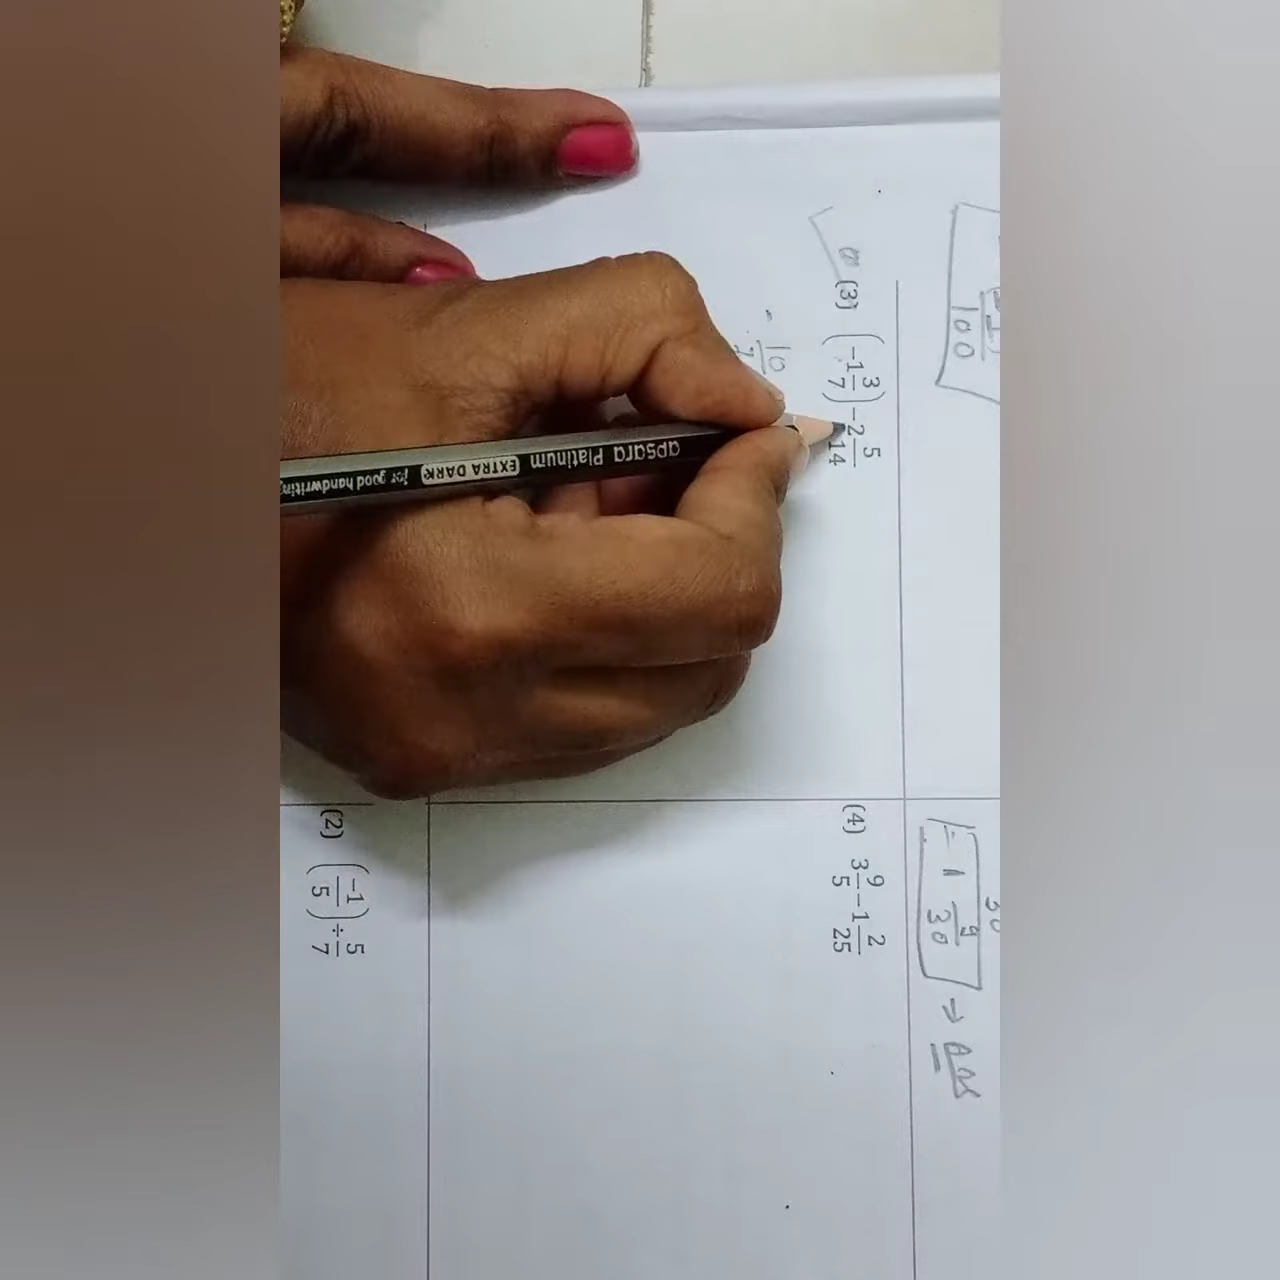 100
= 1 9/30 → Ans
(3) (-1 3/7) - 2 5/14
- 10/7
(4) 3 9/5 - 1 2/25
(2) (-1/5) ÷ 5/7
apsara Platinum EXTRA DARK for good handwriting